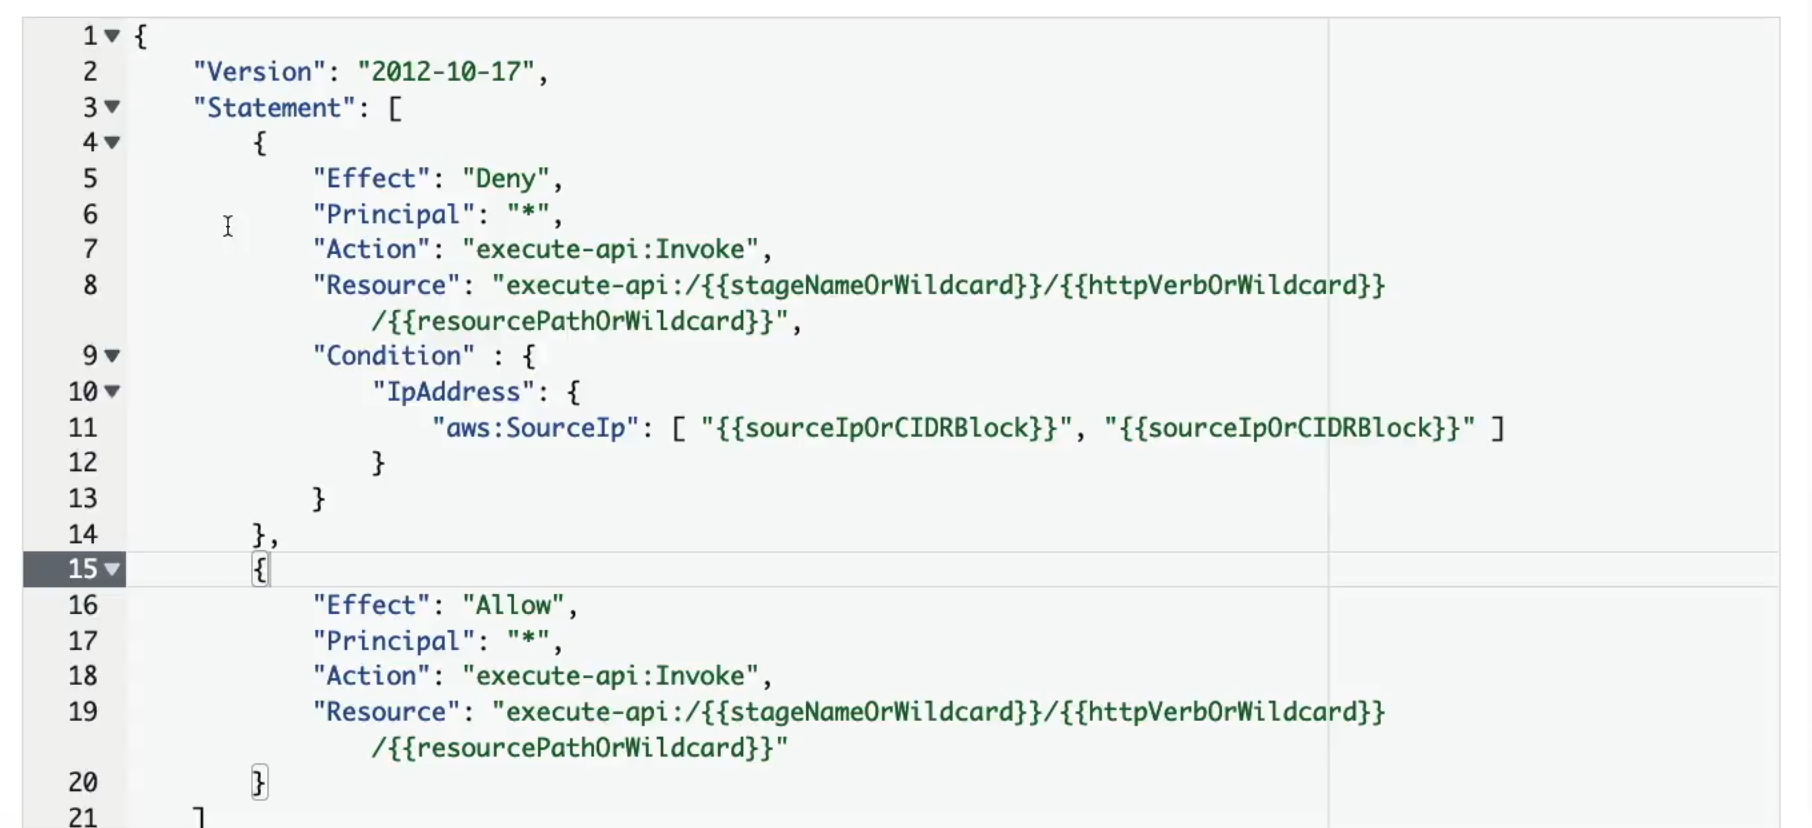 1 {
2 "Version": "2012-10-17",
3 "Statement": [
4 {
5 "Effect": "Deny",
6 "Principal": "*",
7 "Action": "execute-api:Invoke",
8 "Resource": "execute-api:/{{stageNameOrWildcard}}/{{httpVerbOrWildcard}}
/{{resourcePathOrWildcard}}",
9 "Condition" : {
10 "IpAddress": {
11 "aws:SourceIp": [ "{{sourceIpOrCIDRBlock}}", "{{sourceIpOrCIDRBlock}}" ]
12 }
13 }
14 },
15 {
16 "Effect": "Allow",
17 "Principal": "*",
18 "Action": "execute-api:Invoke",
19 "Resource": "execute-api:/{{stageNameOrWildcard}}/{{httpVerbOrWildcard}}
/{{resourcePathOrWildcard}}"
20 }
21 ]